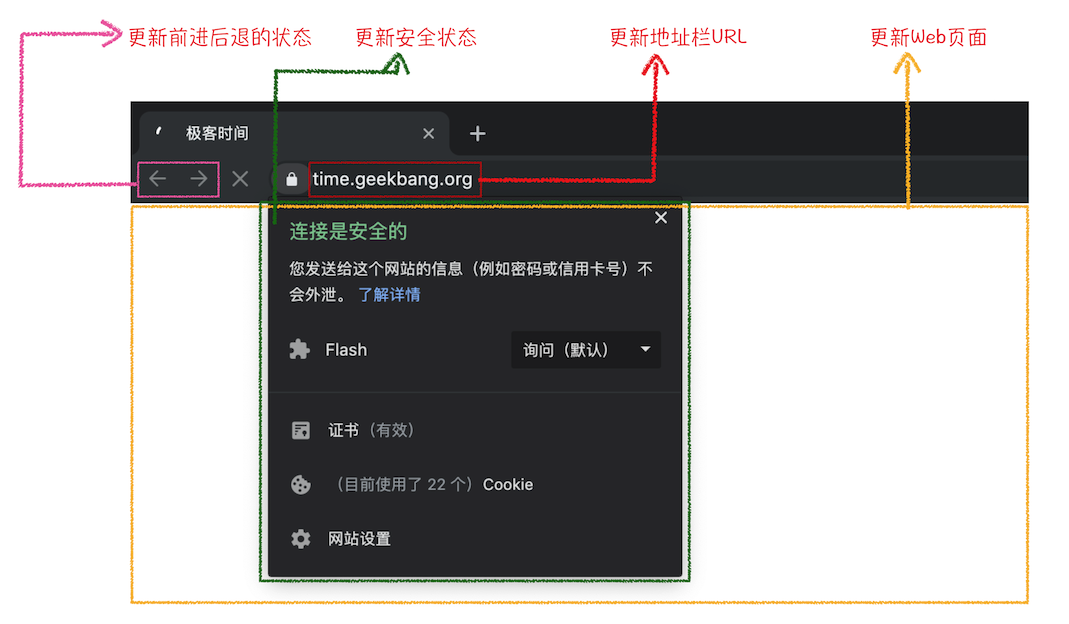 更新前进后退的状态
更新安全状态
更新地址栏URL
更新Web页面
极客时间
time.geekbang.org
连接是安全的
您发送给这个网站的信息（例如密码或信用卡号）不
会外泄。 了解详情
Flash
询问（默认）
证书（有效）
（目前使用了 22 个）Cookie
网站设置